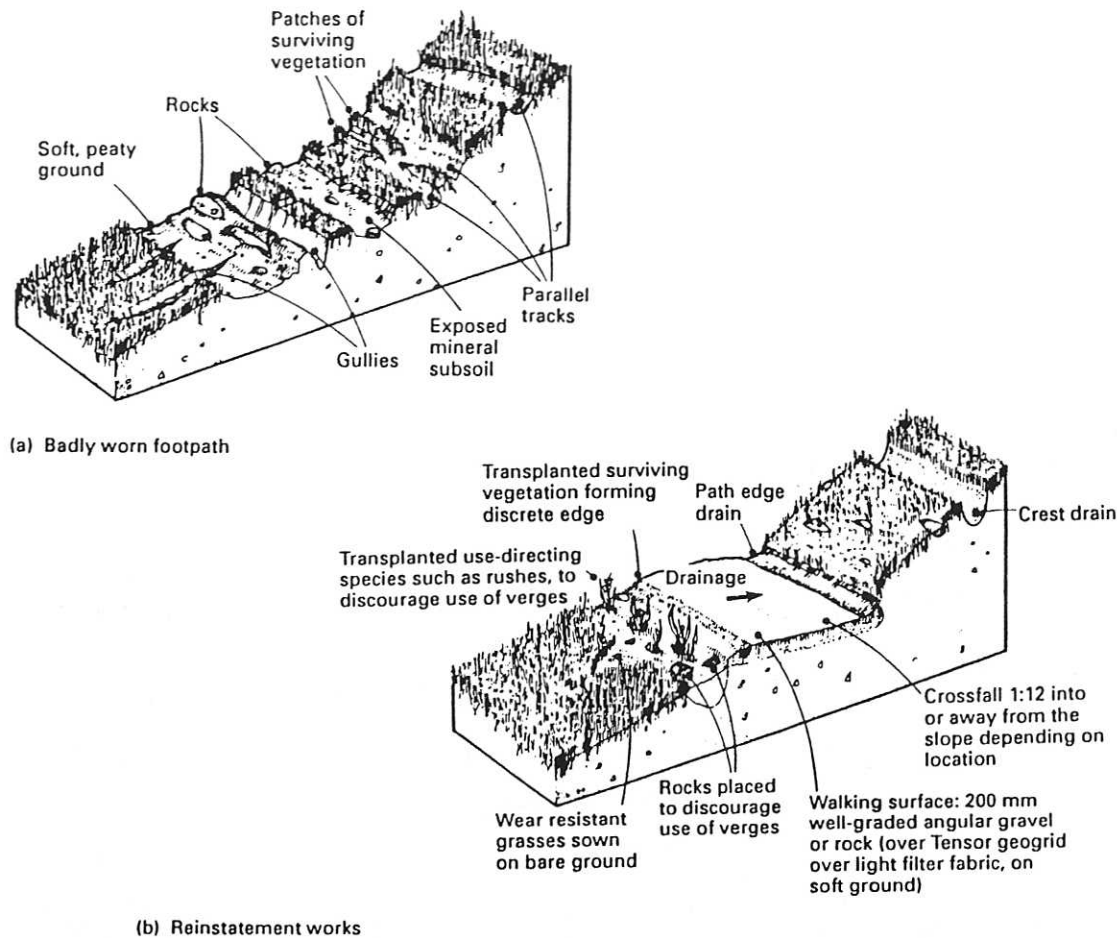 Patches of
surviving
vegetation
Rocks
Soft, peaty
ground
Parallel
tracks
Exposed
mineral
subsoil
Gullies
(a) Badly worn footpath
Transplanted surviving
vegetation forming
discrete edge
Path edge
drain
Crest drain
Transplanted use-directing
species such as rushes, to
discourage use of verges
Drainage
Crossfall 1:12 into
or away from the
slope depending on
location
Rocks placed
to discourage
use of verges
Wear resistant
grasses sown
on bare ground
Walking surface: 200 mm
well-graded angular gravel
or rock (over Tensor geogrid
over light filter fabric, on
soft ground)
(b) Reinstatement works